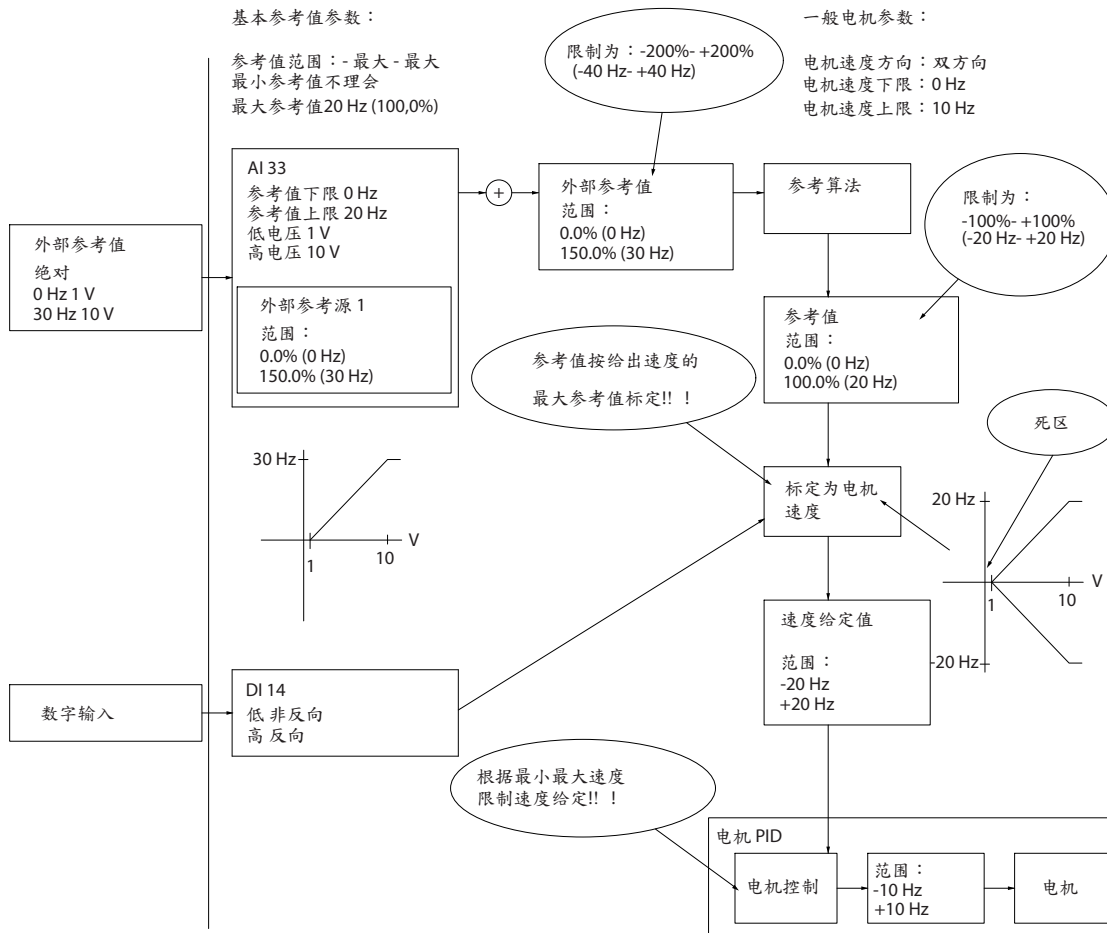 基本参考值参数：
参考值范围：- 最大 - 最大
最小参考值不理会
最大参考值20 Hz (100,0%)
限制为：-200%- +200%
(-40 Hz- +40 Hz)
一般电机参数：
电机速度方向：双方向
电机速度下限：0 Hz
电机速度上限：10 Hz
外部参考值
绝对
0 Hz 1 V
30 Hz 10 V
AI 33
参考值下限 0 Hz
参考值上限 20 Hz
低电压 1 V
高电压 10 V
外部参考源 1
范围：
0.0% (0 Hz)
150.0% (30 Hz)
+
外部参考值
范围：
0.0% (0 Hz)
150.0% (30 Hz)
参考算法
限制为：
-100%- +100%
(-20 Hz- +20 Hz)
参考值
范围：
0.0% (0 Hz)
100.0% (20 Hz)
参考值按给出速度的
最大参考值标定!! !
死区
30 Hz
V
1
10
标定为电机
速度
20 Hz
V
1
10
-20 Hz
速度给定值
范围：
-20 Hz
+20 Hz
数字输入
DI 14
低 非反向
高 反向
根据最小最大速度
限制速度给定!! !
电机 PID
电机控制
范围：
-10 Hz
+10 Hz
电机